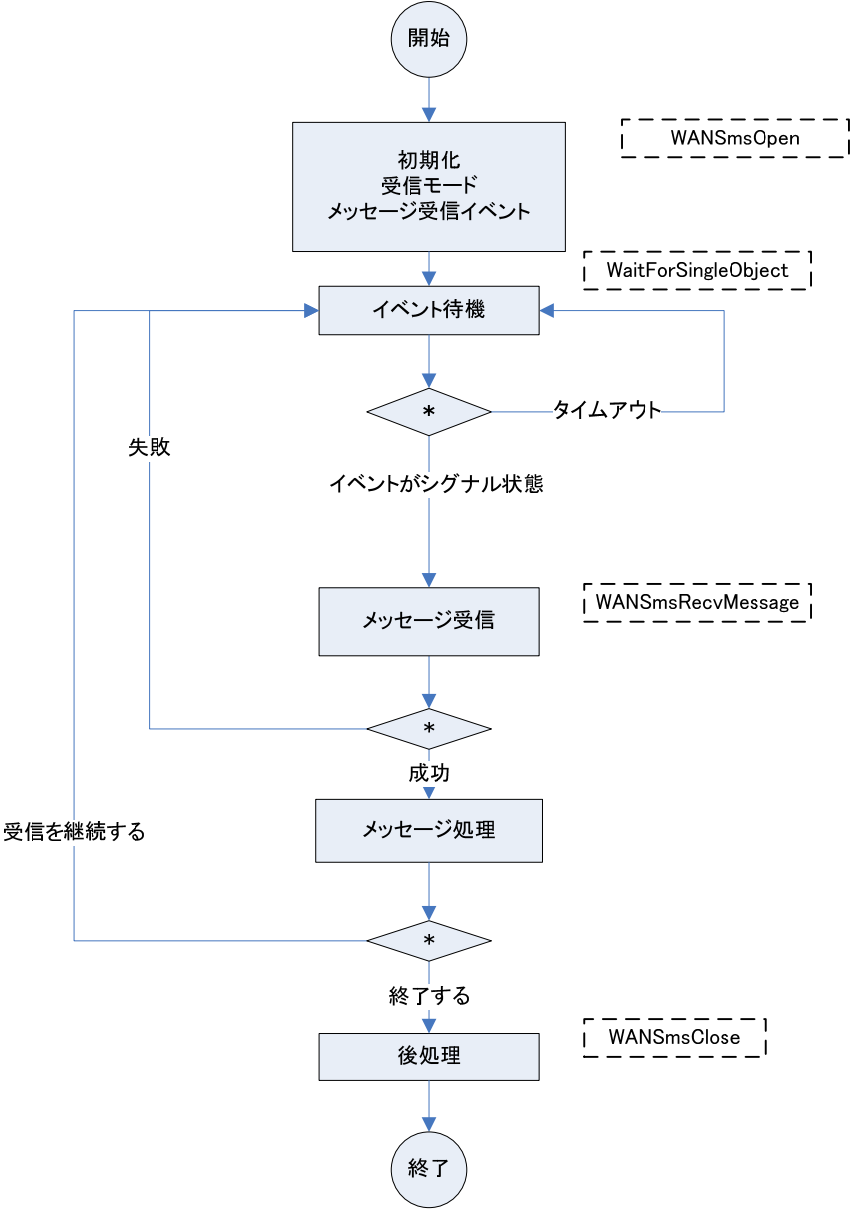 開始
WANSmsOpen
初期化
受信モード
メッセージ受信イベント
WaitForSingleObject
イベント待機
*
タイムアウト
失敗
イベントがシグナル状態
WANSmsRecvMessage
メッセージ受信
*
成功
メッセージ処理
受信を継続する
*
終了する
WANSmsClose
後処理
終了